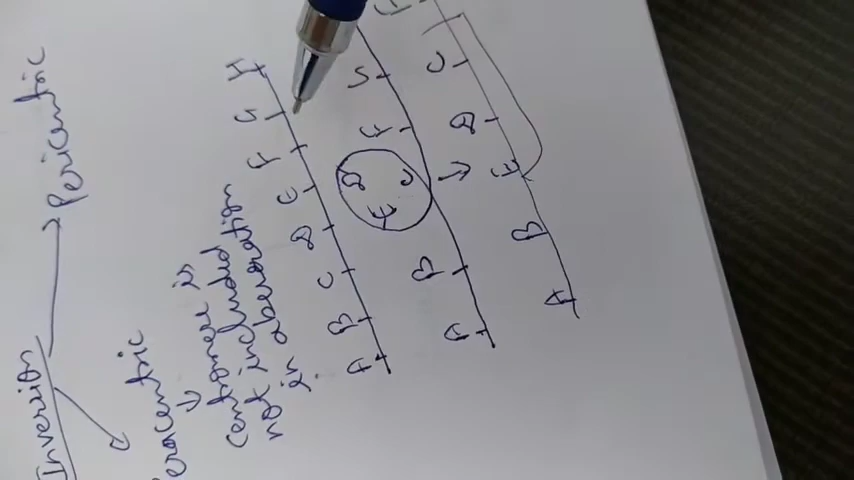 Inversion
Pericentric
Paracentric
centromere is
not included
in aberration
A B C D E F G H
A B C D E F G
A B E D C